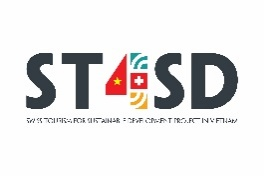 ST4SD
SWISS TOURISM FOR SUSTAINABLE DEVELOPMENT PROJECT IN VIETNAM